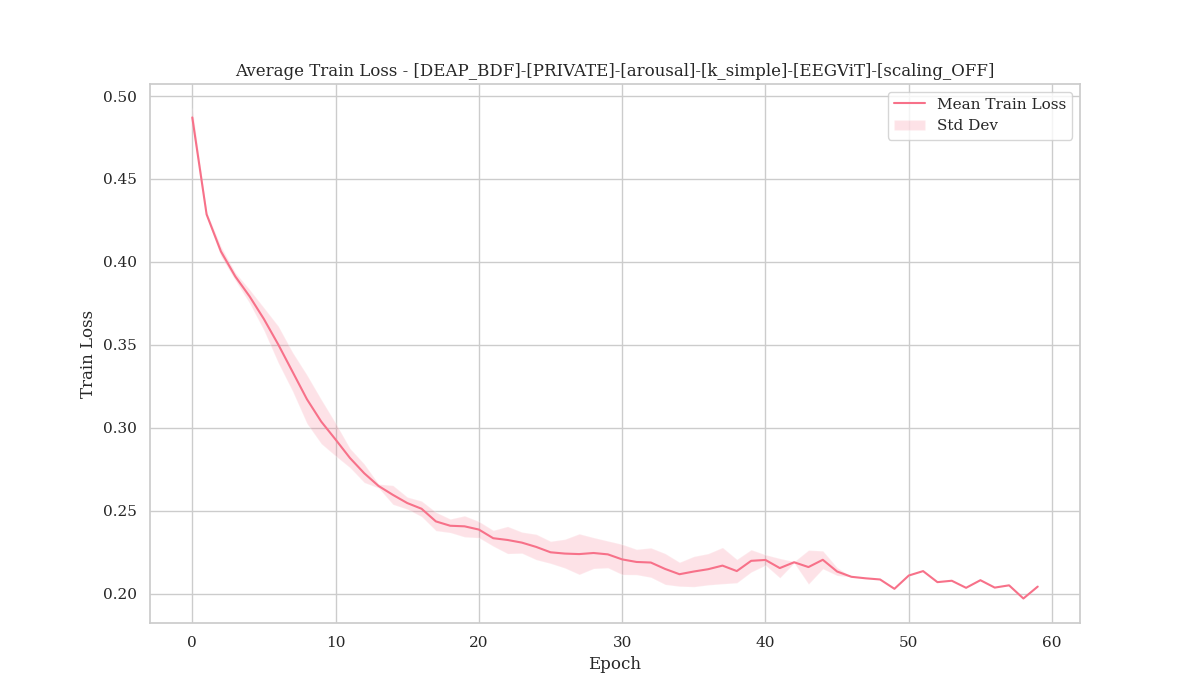 Average Train Loss - [DEAP_BDF]-[PRIVATE]-[arousal]-[k_simple]-[EEGViT]-[scaling_OFF]
Mean Train Loss
Std Dev
0.50
0.45
0.40
0.35
0.30
0.25
0.20
Train Loss
0 10 20 30 40 50 60
Epoch